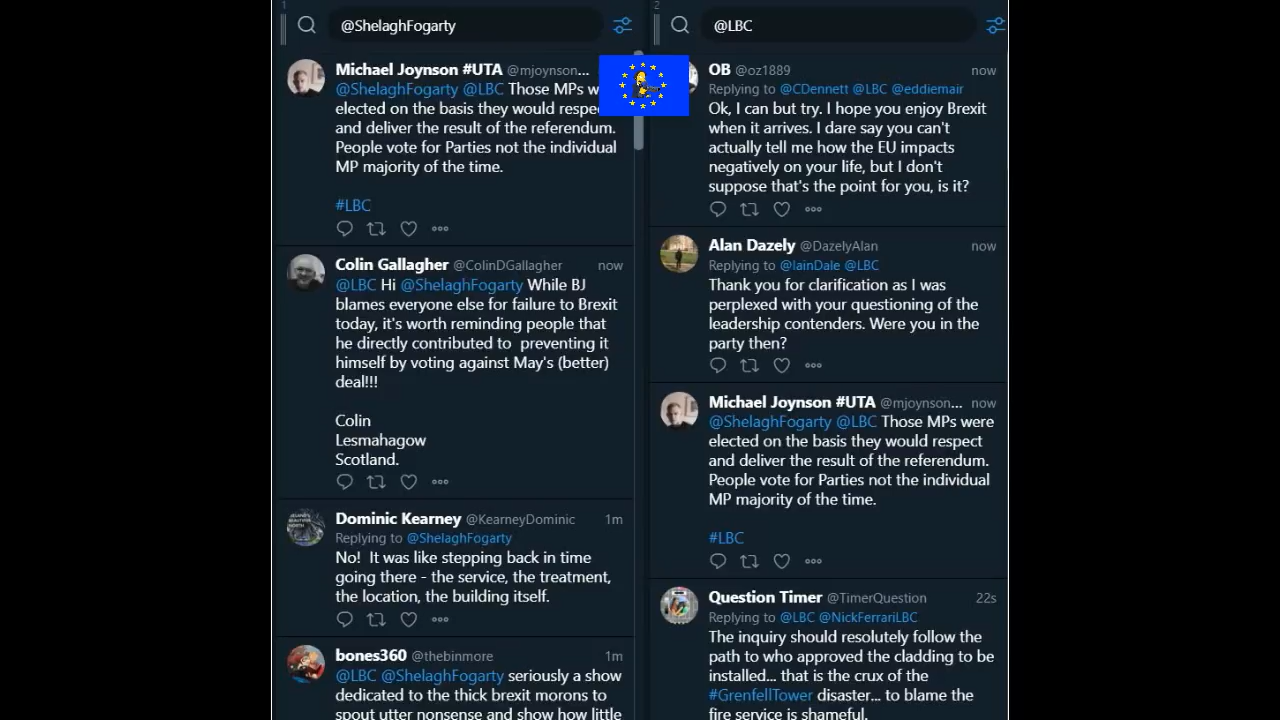 1
@ShelaghFogarty
Michael Joynson #UTA @mjoynson...
@ShelaghFogarty @LBC Those MPs
elected on the basis they would
and deliver the result of the referendum.
People vote for Parties not the individual
MP majority of the time.
#LBC
Colin Gallagher @ColinDGallagher now
@LBC Hi @ShelaghFogarty While BJ
blames everyone else for failure to Brexit
today, it's worth reminding people that
he directly contributed to preventing it
himself by voting against May's (better)
deal!!!
Colin
Lesmahagow
Scotland.
Dominic Kearney @KearneyDominic 1m
Replying to @ShelaghFogarty
No! It was like stepping back in time
going there - the service, the treatment,
the location, the building itself.
bones360 @thebinmore 1m
@LBC @ShelaghFogarty seriously a show
dedicated to the thick brexit morons to
spout utter nonsense and show how little
2
@LBC
OB @oz1889 now
Replying to @CDennett @LBC @eddiemair
Ok, I can but try. I hope you enjoy Brexit
when it arrives. I dare say you can't
actually tell me how the EU impacts
negatively on your life, but I don't
suppose that's the point for you, is it?
Alan Dazely @DazelyAlan now
Replying to @IainDale @LBC
Thank you for clarification as I was
perplexed with your questioning of the
leadership contenders. Were you in the
party then?
Michael Joynson #UTA @mjoynson... now
@ShelaghFogarty @LBC Those MPs were
elected on the basis they would respect
and deliver the result of the referendum.
People vote for Parties not the individual
MP majority of the time.
#LBC
Question Timer @TimerQuestion 22s
Replying to @LBC @NickFerrariLBC
The inquiry should resolutely follow the
path to who approved the cladding to be
installed... that is the crux of the
#GrenfellTower disaster... to blame the
fire service is shameful.